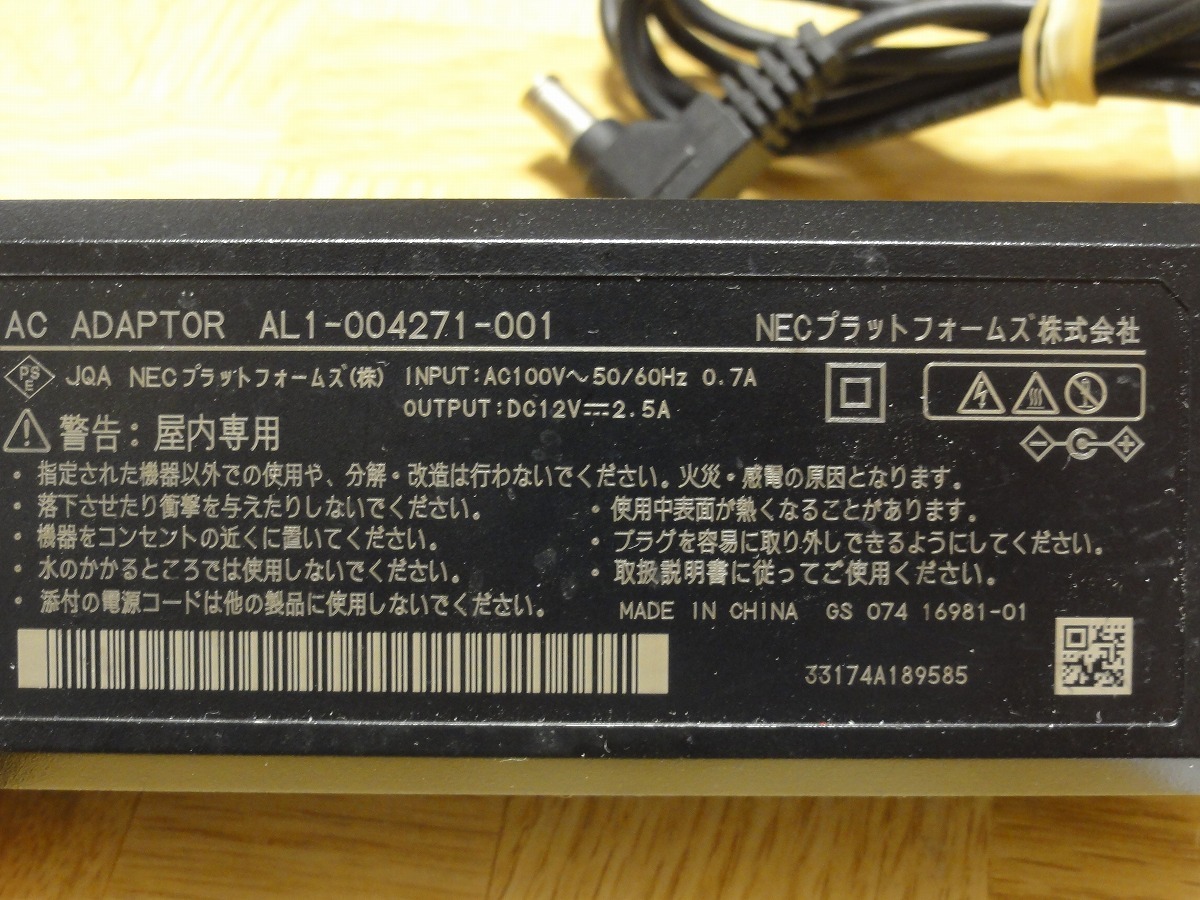 AC ADAPTOR AL1-004271-001 NECプラットフォームズ株式会社
PSE JQA NECプラットフォームズ(株) INPUT:AC100V～50/60Hz 0.7A
OUTPUT:DC12V⎓2.5A
警告：屋内専用
・指定された機器以外での使用や、分解・改造は行わないでください。火災・感電の原因となります。
・落下させたり衝撃を与えたりしないでください。
・機器をコンセントの近くに置いてください。
・水のかかるところでは使用しないでください。
・添付の電源コードは他の製品に使用しないでください。
・使用中表面が熱くなることがあります。
・プラグを容易に取り外しできるようにしてください。
・取扱説明書に従ってご使用ください。
MADE IN CHINA GS 074 16981-01
33174A189585